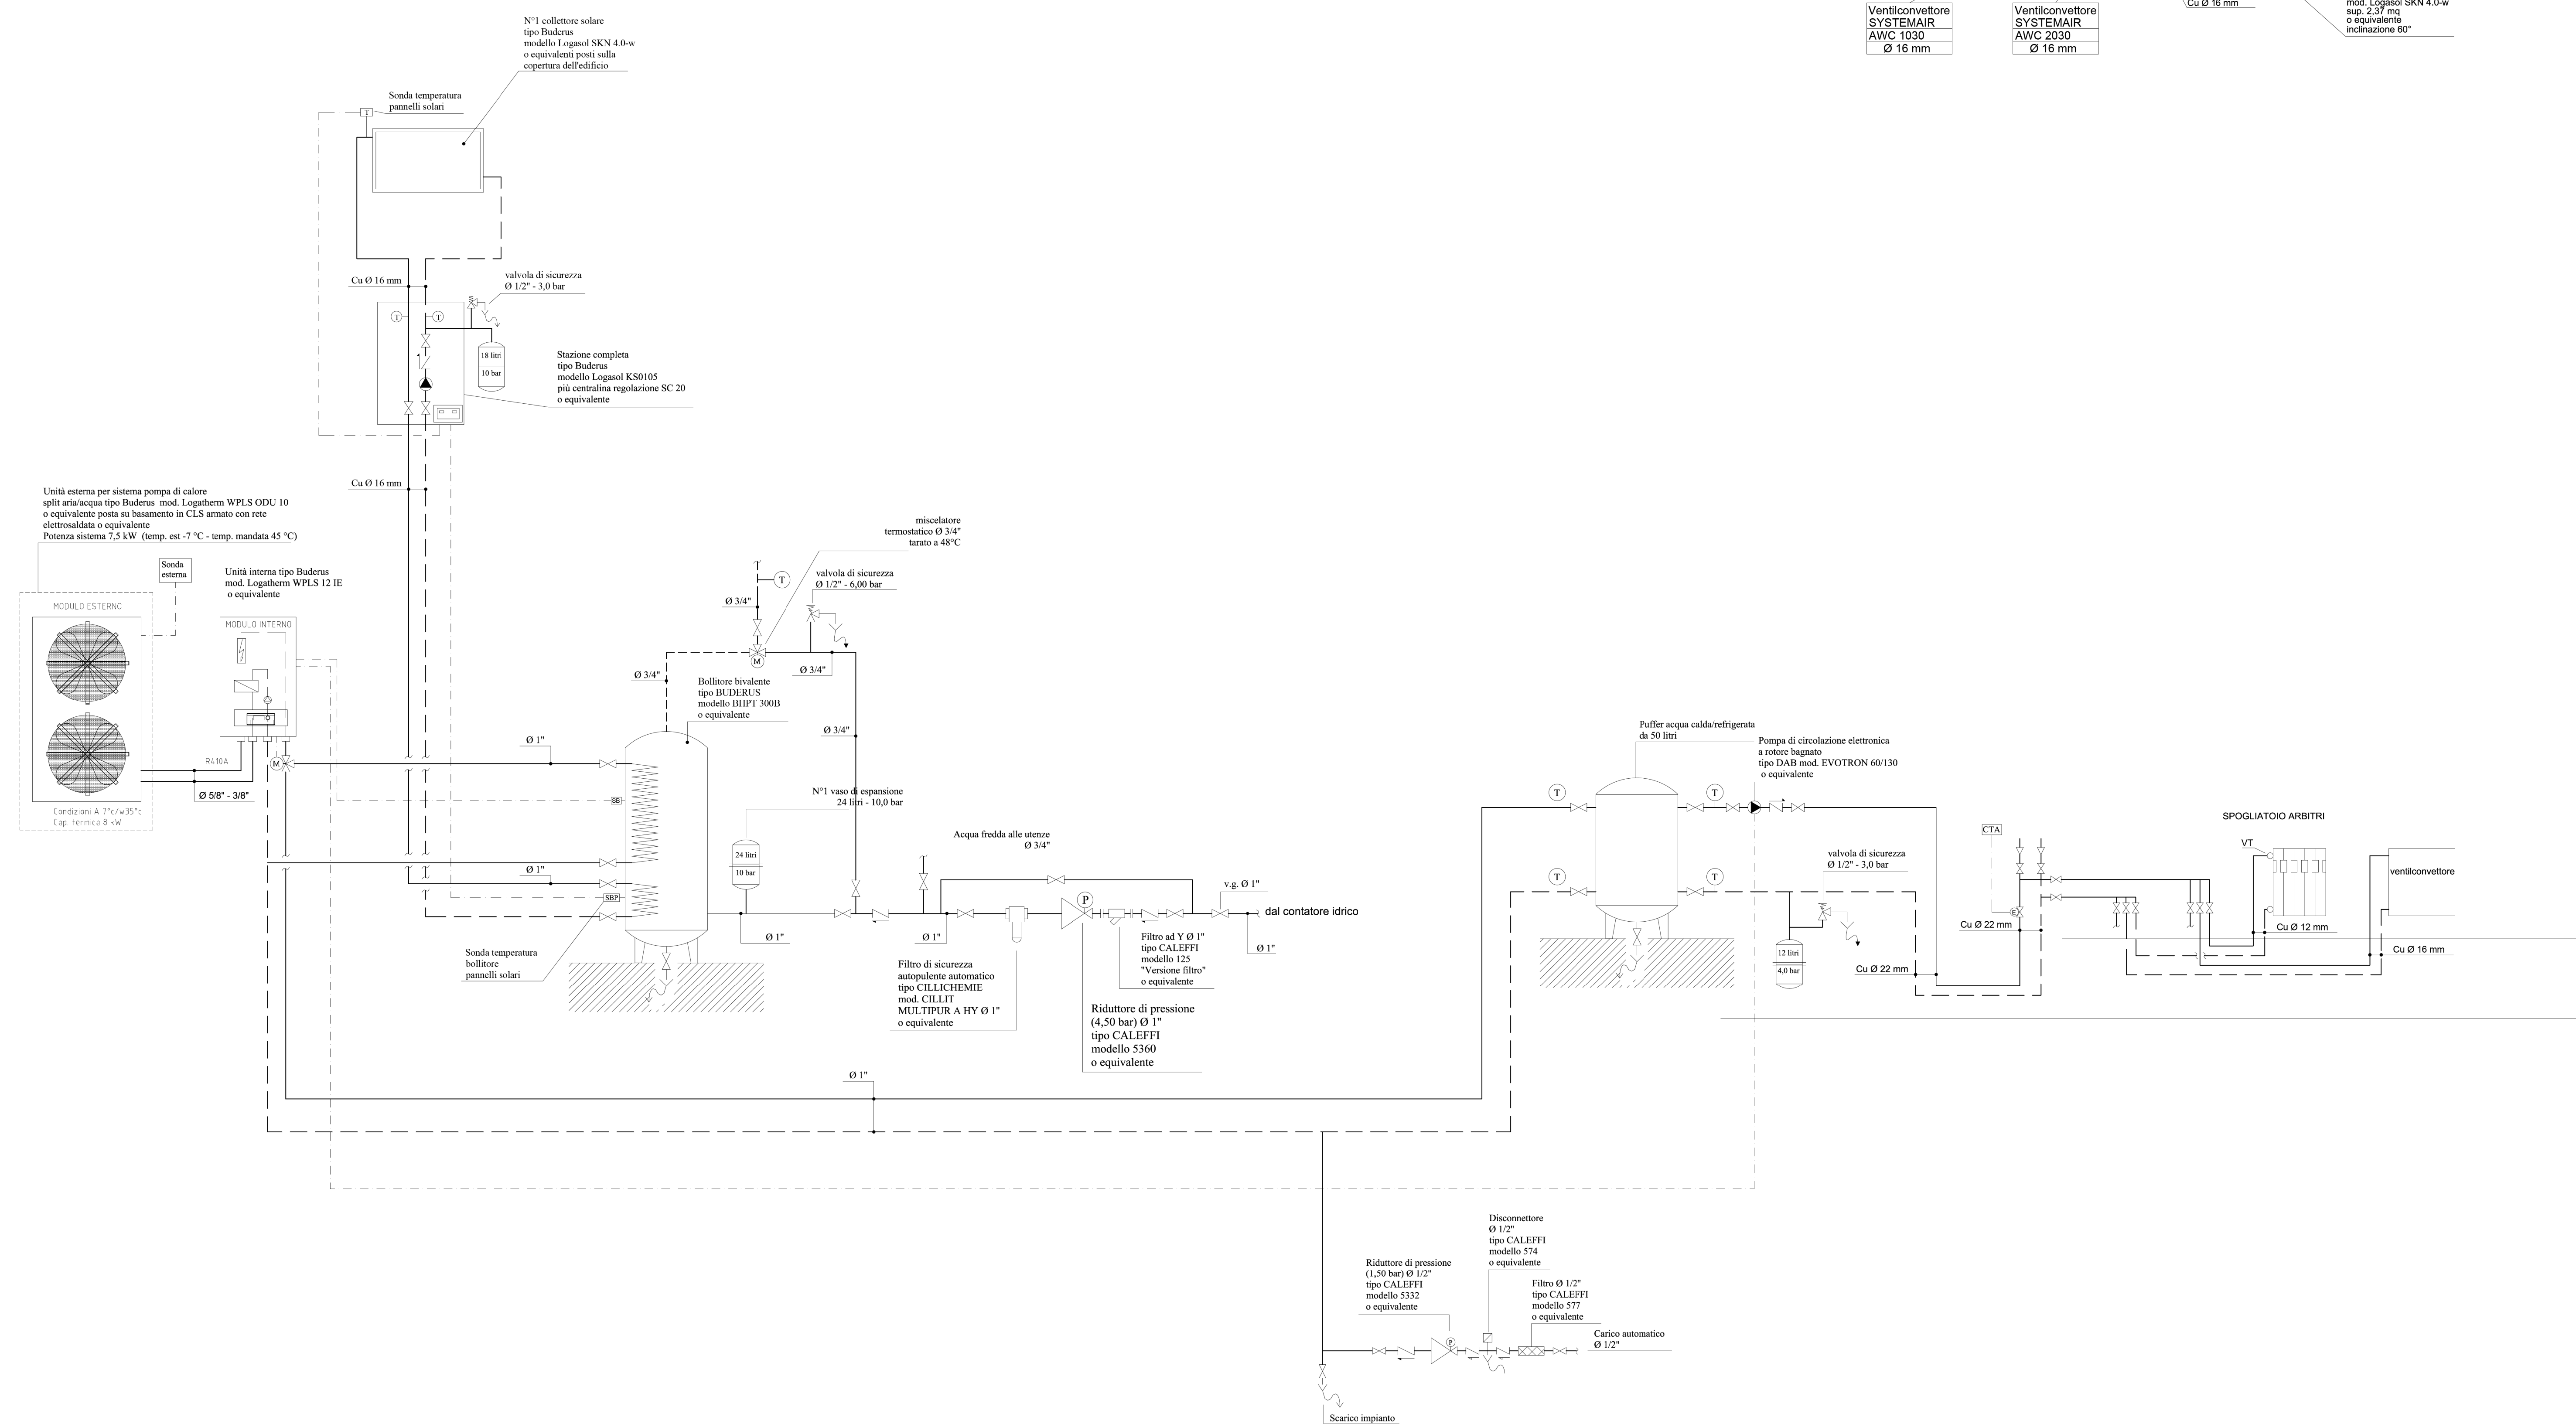 N°1 collettore solare
tipo Buderus
modello Logasol SKN 4.0-w
o equivalenti posti sulla
copertura dell'edificio
Ventilconvettore
SYSTEMAIR
AWC 1030
Ø 16 mm
Ventilconvettore
SYSTEMAIR
AWC 2030
Ø 16 mm
Cu Ø 16 mm
mod. Logasol SKN 4.0-w
sup. 2,37 mq
o equivalente
inclinazione 60°
Sonda temperatura
pannelli solari
T
Cu Ø 16 mm
valvola di sicurezza
Ø 1/2" - 3,0 bar
T
T
18 litri
10 bar
Stazione completa
tipo Buderus
modello Logasol KS0105
più centralina regolazione SC 20
o equivalente
Cu Ø 16 mm
Unità esterna per sistema pompa di calore
split aria/acqua tipo Buderus mod. Logatherm WPLS ODU 10
o equivalente posta su basamento in CLS armato con rete
elettrosaldata o equivalente
Potenza sistema 7,5 kW (temp. est -7 °C - temp. mandata 45 °C)
Sonda
esterna
Unità interna tipo Buderus
mod. Logatherm WPLS 12 IE
o equivalente
MODULO ESTERNO
MODULO INTERNO
R410A
M
Ø 5/8" - 3/8"
Condizioni A 7°c/w35°c
Cap. termica 8 kW
miscelatore
termostatico Ø 3/4"
tarato a 48°C
valvola di sicurezza
Ø 1/2" - 6,00 bar
T
Ø 3/4"
M
Ø 3/4"
Ø 3/4"
Bollitore bivalente
tipo BUDERUS
modello BHPT 300B
o equivalente
Ø 3/4"
Ø 1"
SB
N°1 vaso di espansione
24 litri - 10,0 bar
24 litri
10 bar
Acqua fredda alle utenze
Ø 3/4"
Ø 1"
SBP
v.g. Ø 1"
P
dal contatore idrico
Ø 1"
Ø 1"
Ø 1"
Sonda temperatura
bollitore
pannelli solari
Filtro di sicurezza
autopulente automatico
tipo CILLICHEMIE
mod. CILLIT
MULTIPUR A HY Ø 1"
o equivalente
Filtro ad Y Ø 1"
tipo CALEFFI
modello 125
"Versione filtro"
o equivalente
Riduttore di pressione
(4,50 bar) Ø 1"
tipo CALEFFI
modello 5360
o equivalente
Ø 1"
Puffer acqua calda/refrigerata
da 50 litri
Pompa di circolazione elettronica
a rotore bagnato
tipo DAB mod. EVOTRON 60/130
o equivalente
T
T
T
T
valvola di sicurezza
Ø 1/2" - 3,0 bar
12 litri
4,0 bar
Cu Ø 22 mm
CTA
E
Cu Ø 22 mm
SPOGLIATOIO ARBITRI
VT
ventilconvettore
Cu Ø 12 mm
Cu Ø 16 mm
Disconnettore
Ø 1/2"
tipo CALEFFI
modello 574
o equivalente
Riduttore di pressione
(1,50 bar) Ø 1/2"
tipo CALEFFI
modello 5332
o equivalente
Filtro Ø 1/2"
tipo CALEFFI
modello 577
o equivalente
P
Carico automatico
Ø 1/2"
Scarico impianto